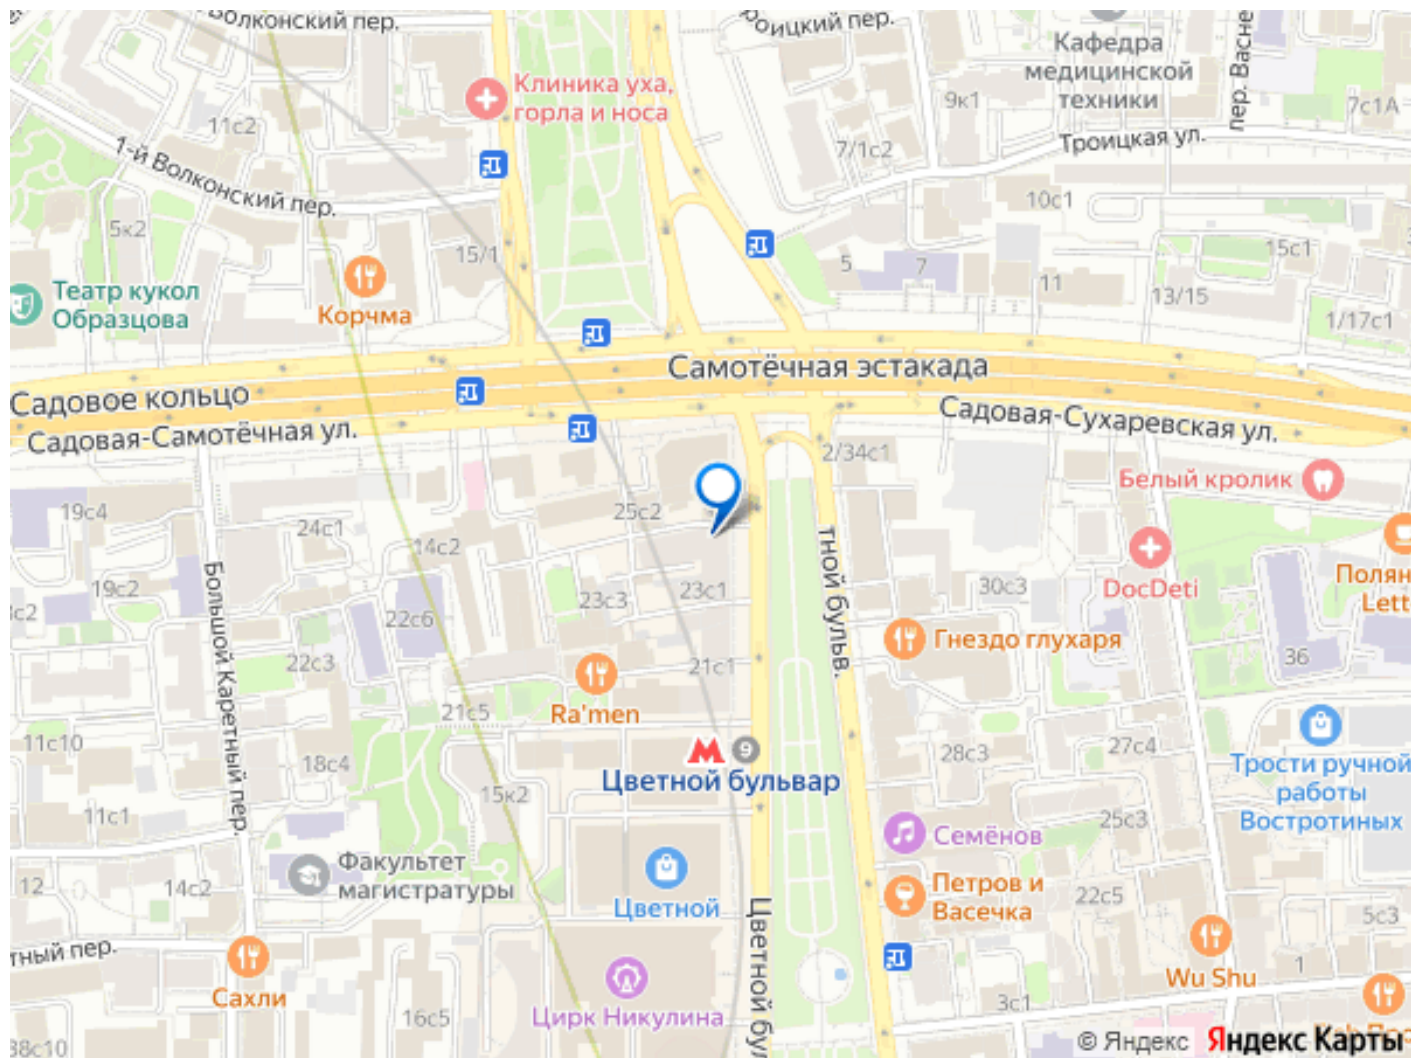 Волконский пер.
Троицкий пер.
Клиника уха,
горла и носа
Кафедра
медицинской
техники
9к1
7с1А
пер. Васне
11с2
7/1с2
Троицкая ул.
1-й Волконский пер.
10с1
5к2
15/1
5
7
11
15с1
13/15
1/17с1
Театр кукол
Образцова
Корчма
Самотёчная эстакада
Садовое кольцо
Садовая-Самотёчная ул.
Садовая-Сухаревская ул.
2/34с1
Белый кролик
19с4
24с1
25с2
14с2
тной бульв.
DocDeti
Полян
Lett
19с2
3с2
Большой Каретный пер.
22с6
23с3
23с1
30с3
Гнездо глухаря
36
22с3
21с1
Ra'men
21с5
11с10
18с4
М
9
Цветной бульвар
28с3
27с4
Трости ручной
работы
Востротиных
15к2
11с1
25с3
Семёнов
Факультет
магистратуры
12
14с2
Цветной
Петров и
Васечка
22с5
5с3
Цветной бул
тный пер.
Сахли
Wu Shu
1
Цирк Никулина
16с5
3с1
38с10
© Яндекс Яндекс Карты